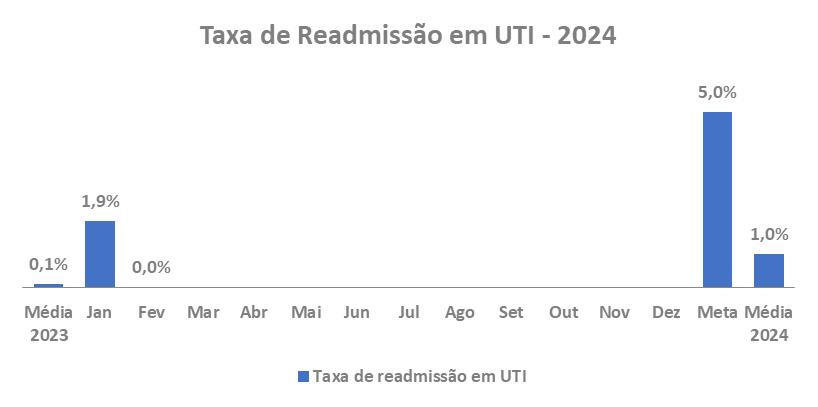 Taxa de Readmissão em UTI - 2024
5,0%
1,9%
1,0%
0,1%
0,0%
Média Jan Fev Mar Abr Mai Jun Jul Ago Set Out Nov Dez Meta Média
2023 2024
Taxa de readmissão em UTI